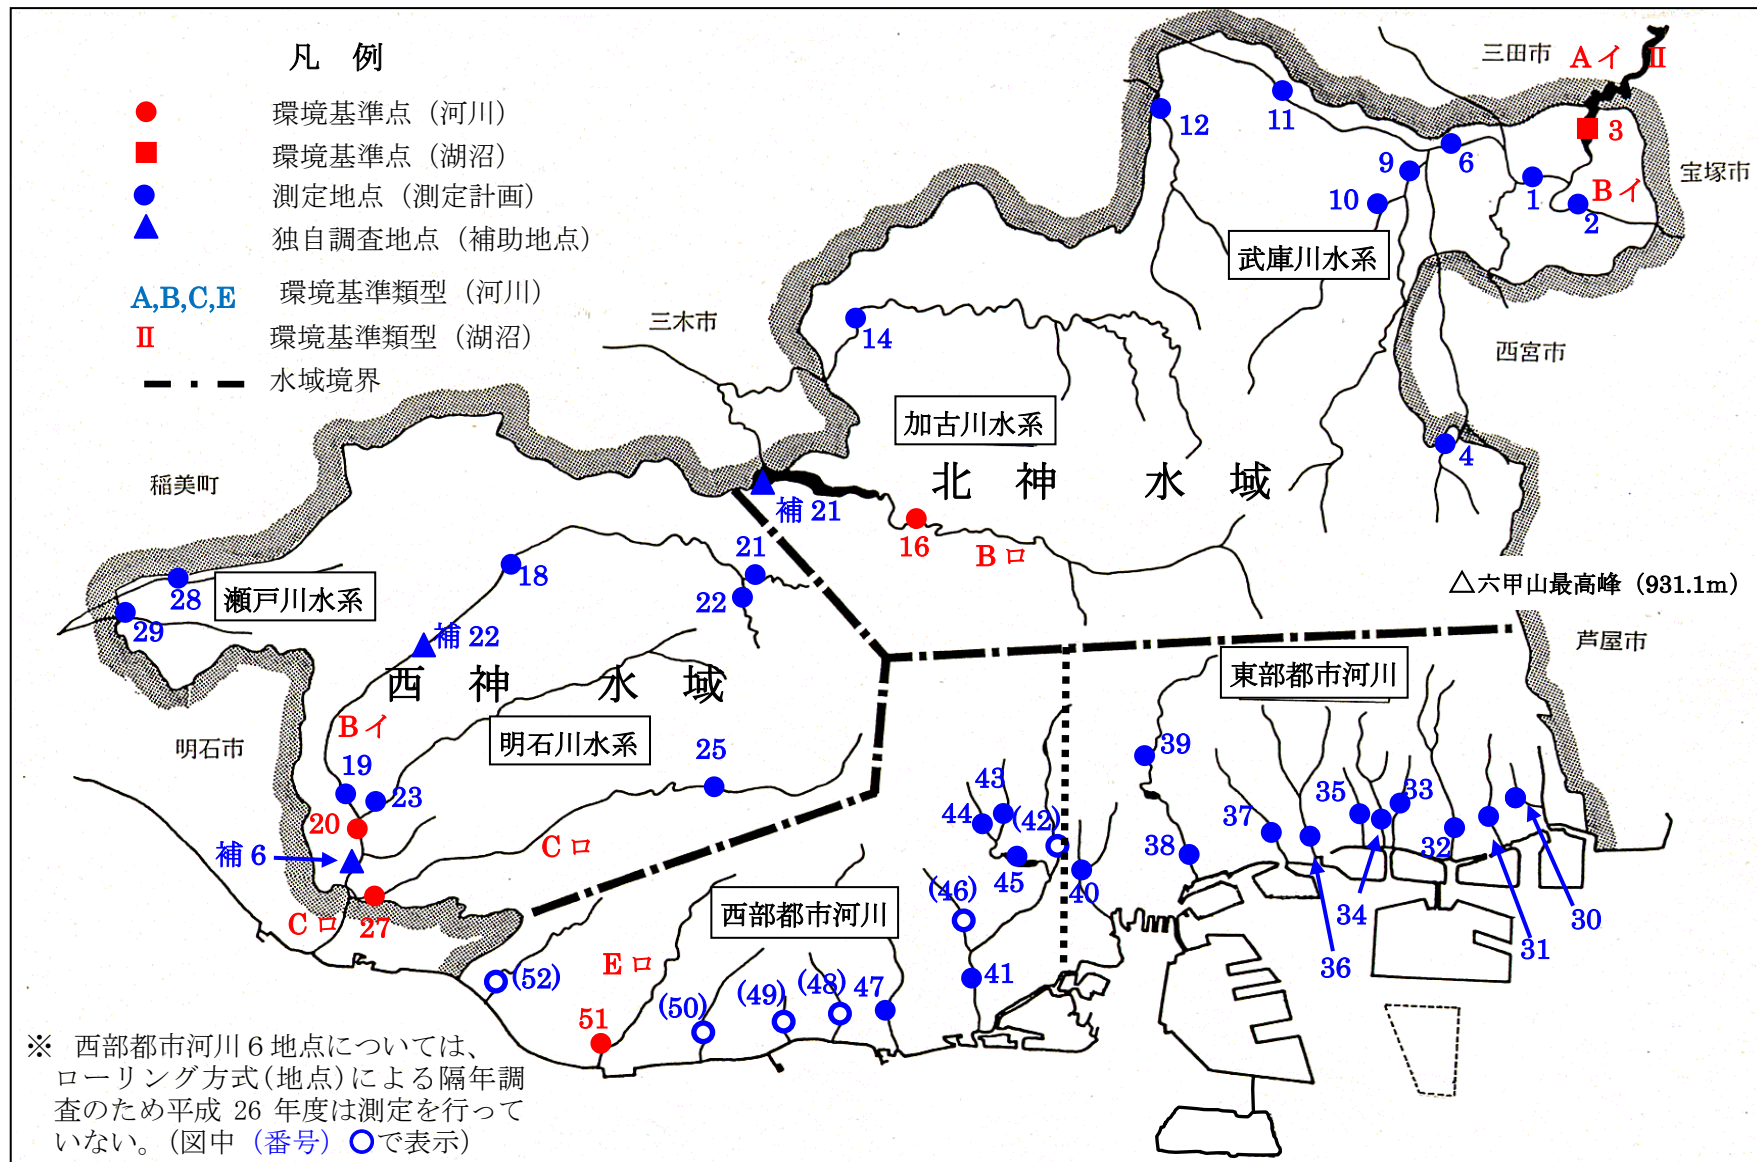 凡 例
環境基準点（河川）
環境基準点（湖沼）
測定地点（測定計画）
独自調査地点（補助地点）
A,B,C,E 環境基準類型（河川）
Ⅱ 環境基準類型（湖沼）
水域境界
三田市
Aイ Ⅱ
3
宝塚市
12
11
6
9
10
1
Bイ
2
武庫川水系
三木市
14
西宮市
加古川水系
4
北 神 水 域
稲美町
補 21
16
Bロ
21
18
22
28
瀬戸川水系
29
補 22
△六甲山最高峰（931.1m）
芦屋市
西 神 水 域
東部都市河川
Bイ
明石川水系
明石市
25
39
19
23
43
44
(42)
35
33
37
20
補 6
Cロ
38
32
45
40
(46)
36
34
31
30
Cロ
27
西部都市河川
Eロ
(52)
41
(50)
(49)
(48)
47
51
※ 西部都市河川６地点については、
ローリング方式(地点)による隔年調
査のため平成 26 年度は測定を行って
いない。(図中（番号）○で表示)